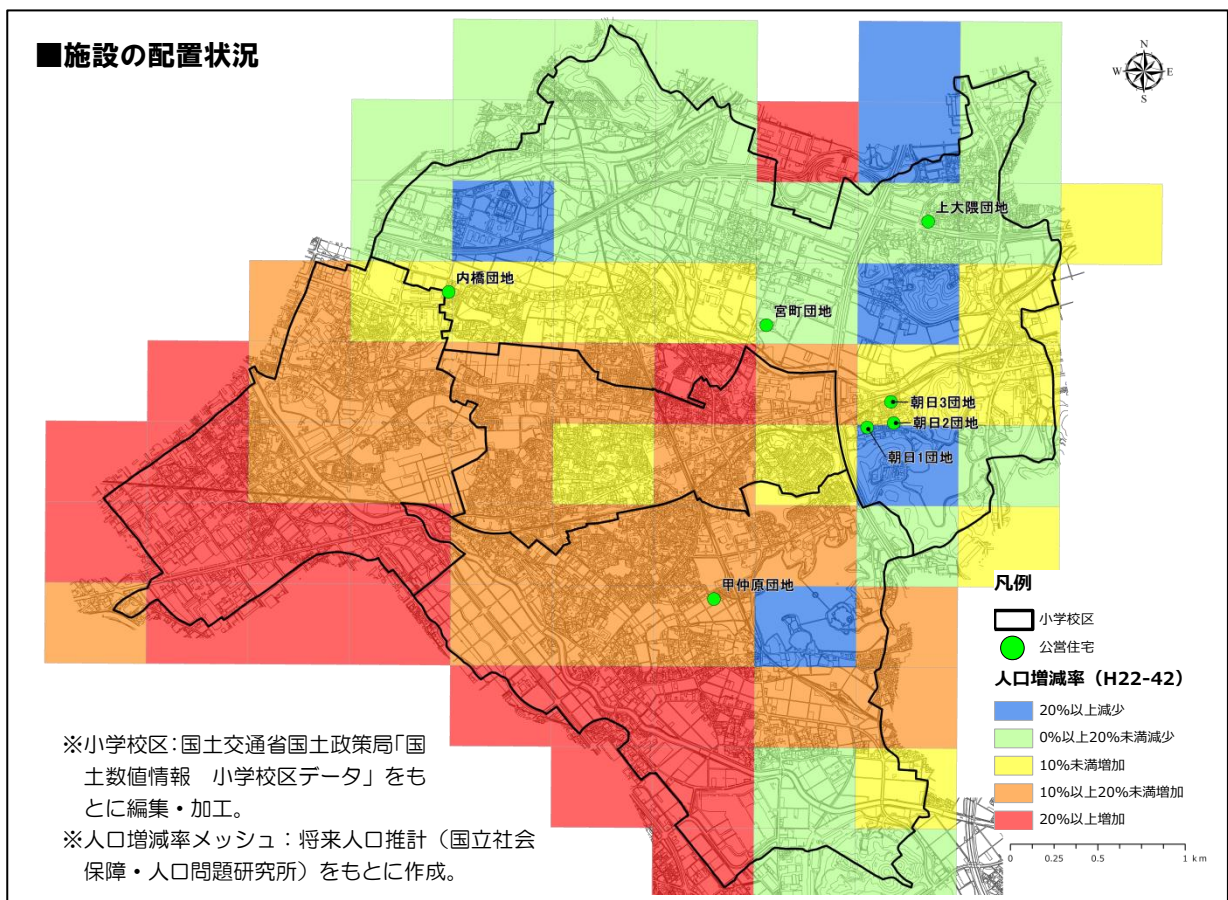 ■施設の配置状況
N
W
E
S
上大隈団地
内橋団地
宮町団地
朝日3団地
朝日2団地
朝日1団地
甲仲原団地
凡例
小学校区
公営住宅
人口増減率（H22-42）
20%以上減少
0%以上20%未満減少
10%未満増加
10%以上20%未満増加
20%以上増加
0 0.25 0.5 1 km
※小学校区：国土交通省国土政策局「国
土数値情報　小学校区データ」をも
とに編集・加工。
※人口増減率メッシュ：将来人口推計（国立社会
保障・人口問題研究所）をもとに作成。